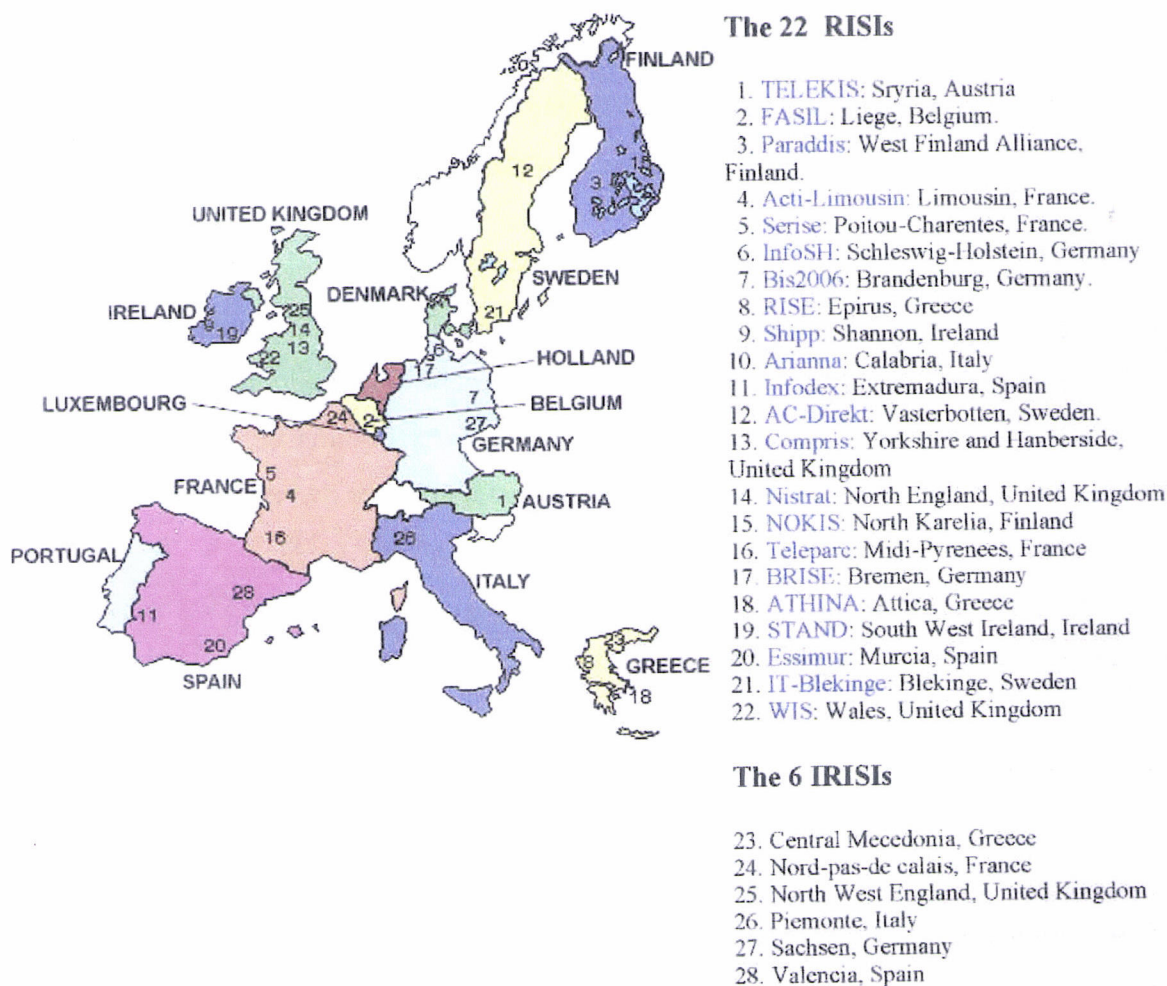 The 22 RISIs
FINLAND
1. TELEKIS: Sryria, Austria
2. FASIL: Liege, Belgium.
3. Paraddis: West Finland Alliance,
Finland.
4. Acti-Limousin: Limousin, France.
5. Serise: Poitou-Charentes, France.
6. InfoSH: Schleswig-Holstein, Germany
7. Bis2006: Brandenburg, Germany.
8. RISE: Epirus, Greece
9. Shipp: Shannon, Ireland
10. Arianna: Calabria, Italy
11. Infodex: Extremadura, Spain
12. AC-Direkt: Vasterbotten, Sweden.
13. Compris: Yorkshire and Hanberside,
United Kingdom
14. Nistral: North England, United Kingdom
15. NOKIS: North Karelia, Finland
16. Teleparc: Midi-Pyrenees, France
17. BRISE: Bremen, Germany
18. ATHINA: Attica, Greece
19. STAND: South West Ireland, Ireland
20. Essimur: Murcia, Spain
21. IT-Blekinge: Blekinge, Sweden
22. WIS: Wales, United Kingdom
The 6 IRISIs
23. Central Mecedonia, Greece
24. Nord-pas-de calais, France
25. North West England, United Kingdom
26. Piemonte, Italy
27. Sachsen, Germany
28. Valencia, Spain
12
3
UNITED KINGDOM
SWEDEN
DENMARK
IRELAND
25
21
9
19
14
13
22
6
17
HOLLAND
LUXEMBOURG
24
2
7
BELGIUM
27
GERMANY
5
FRANCE
4
1
AUSTRIA
16
26
PORTUGAL
ITALY
28
11
20
SPAIN
8
GREECE
18